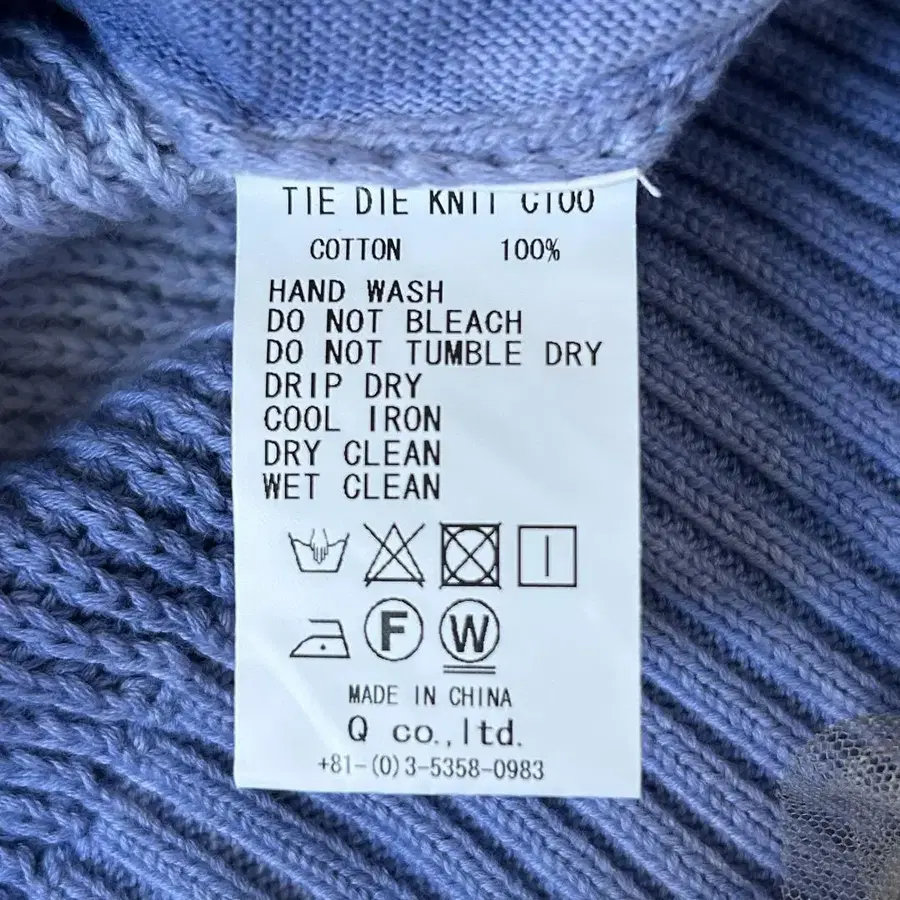 TIE DIE KNIT C100
COTTON 100%
HAND WASH
DO NOT BLEACH
DO NOT TUMBLE DRY
DRIP DRY
COOL IRON
DRY CLEAN
WET CLEAN
F W
MADE IN CHINA
Q co.,ltd.
+81-(0)3-5358-0983